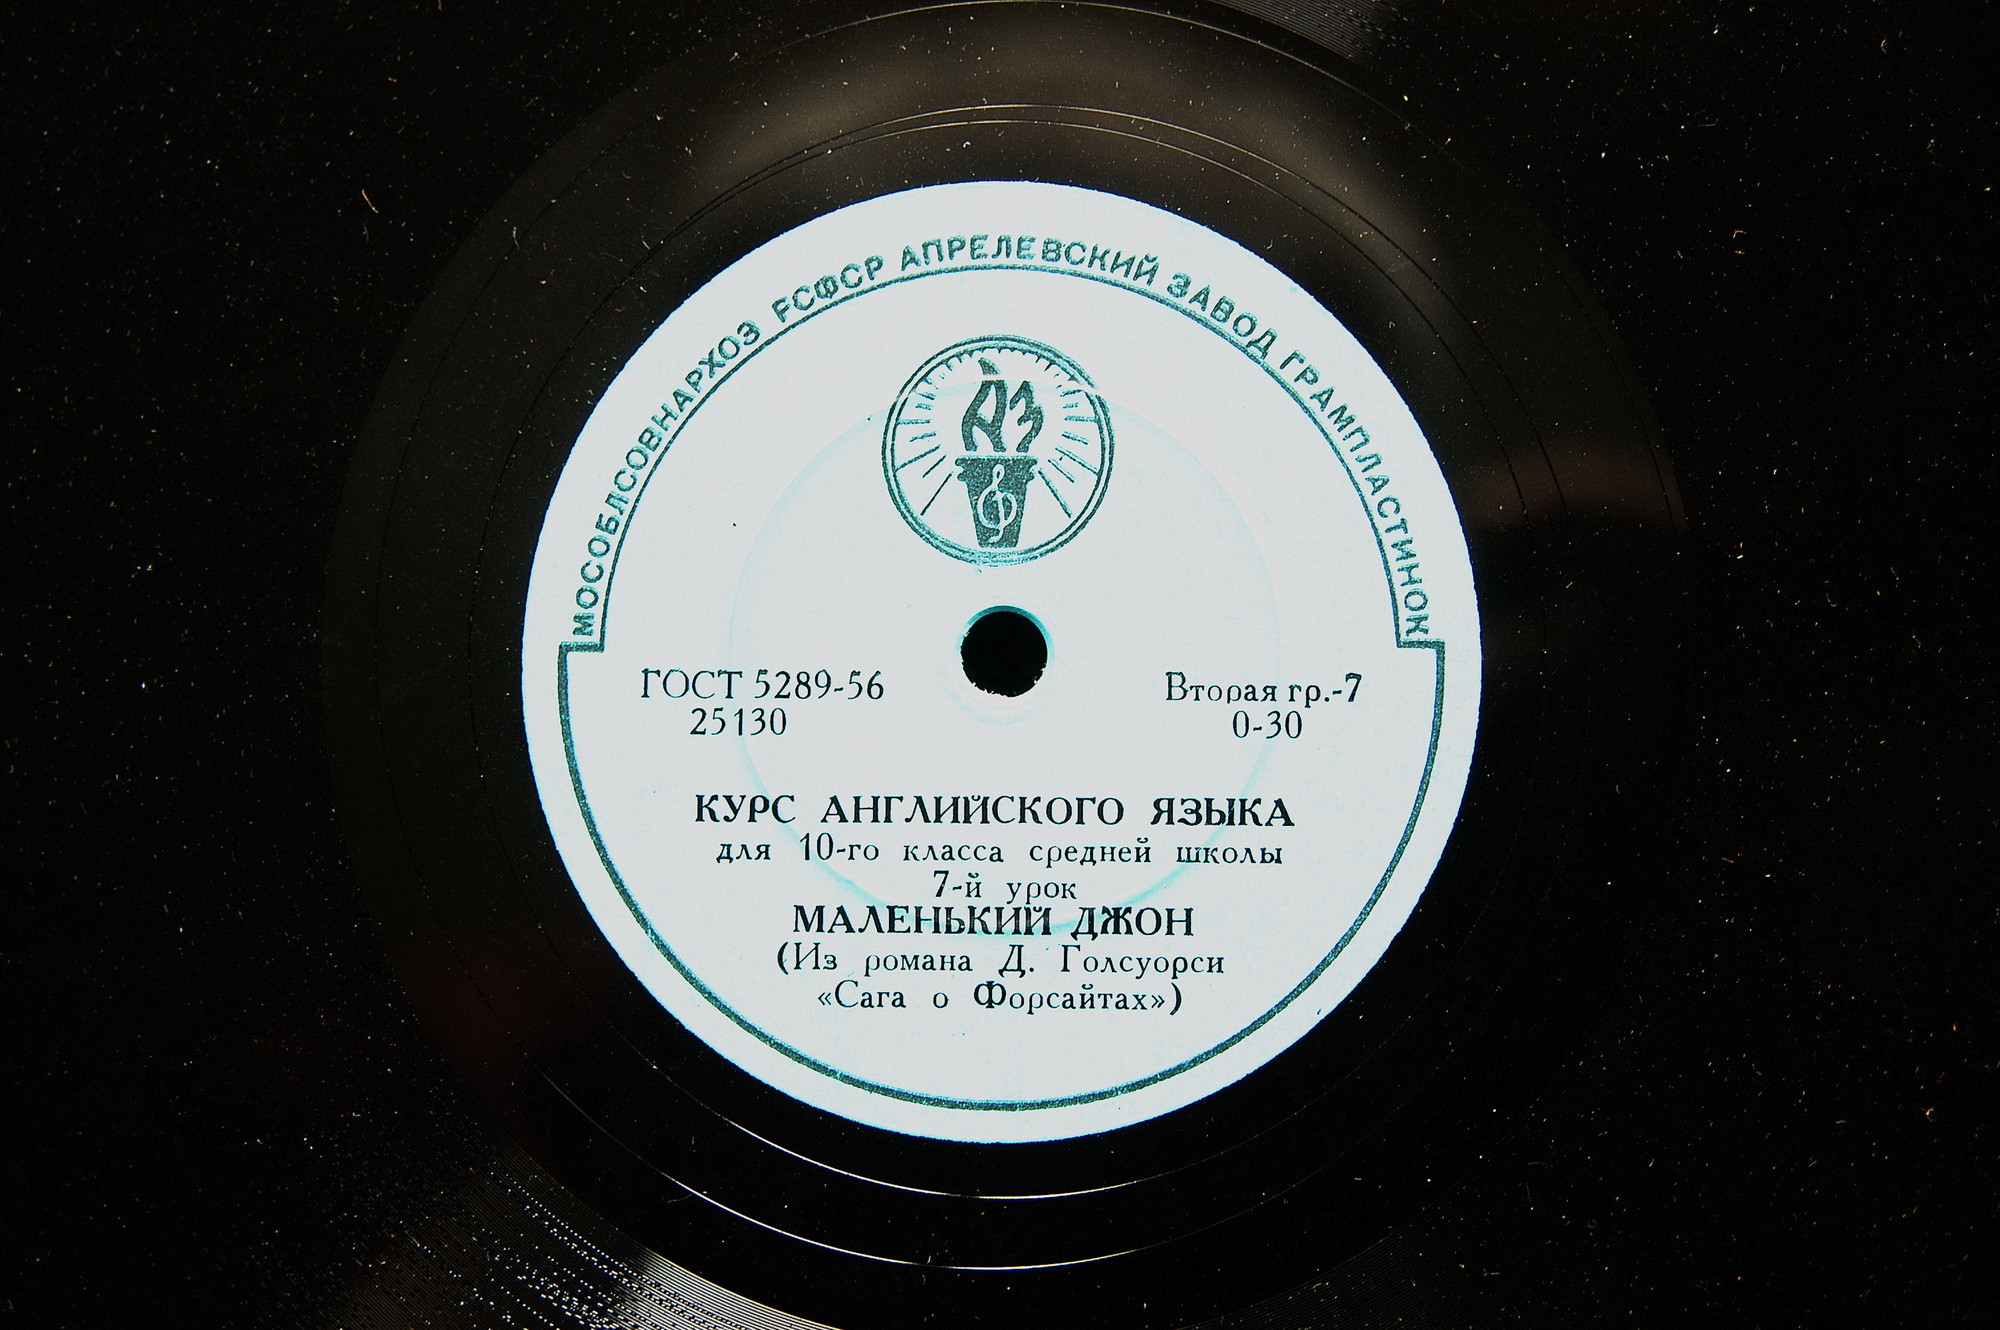 МОСОБЛСОВНАРХОЗ РСФСР АПРЕЛЕВСКИЙ ЗАВОД ГРАМПЛАСТИНОК
АЗ
ГОСТ 5289-56
25130
Вторая гр.-7
0-30
КУРС АНГЛИЙСКОГО ЯЗЫКА
для 10-го класса средней школы
7-й урок
МАЛЕНЬКИЙ ДЖОН
(Из романа Д. Голсуорси
«Сага о Форсайтах»)